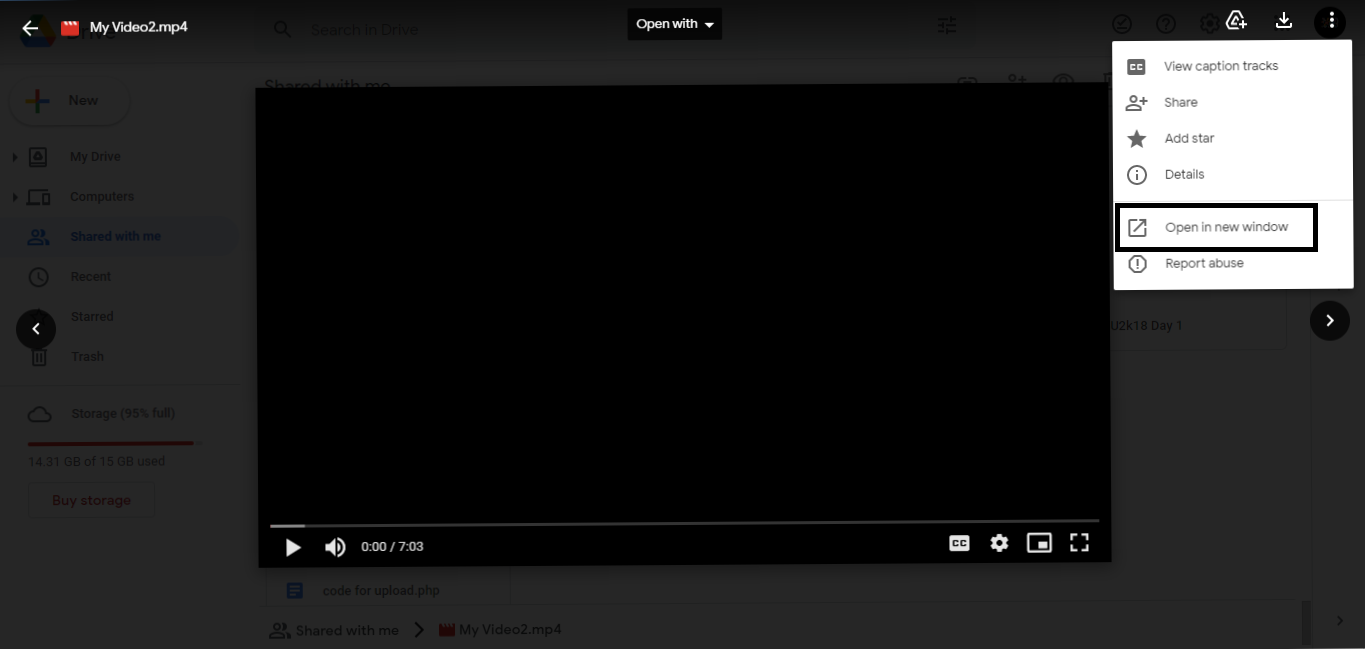 My Video2.mp4
Search in Drive
Open with
View caption tracks
Share
Add star
Details
Open in new window
Report abuse
Shared with me
New
My Drive
Computers
Shared with me
Recent
Starred
Trash
Storage (95% full)
14.31 GB of 15 GB used
Buy storage
U2k18 Day 1
0:00 / 7:03
CC
code for upload.php
Shared with me
My Video2.mp4